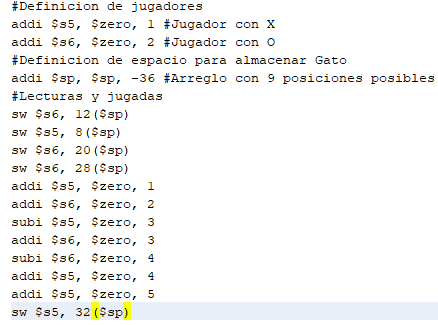 #Definicion de jugadores
addi $s5, $zero, 1 #Jugador con X
addi $s6, $zero, 2 #Jugador con O
#Definicion de espacio para almacenar Gato
addi $sp, $sp, -36 #Arreglo con 9 posiciones posibles
#Lecturas y jugadas
sw $s6, 12($sp)
sw $s5, 8($sp)
sw $s6, 20($sp)
sw $s6, 28($sp)
addi $s5, $zero, 1
addi $s6, $zero, 2
subi $s5, $zero, 3
addi $s6, $zero, 3
subi $s6, $zero, 4
addi $s5, $zero, 4
addi $s5, $zero, 5
sw $s5, 32($sp)